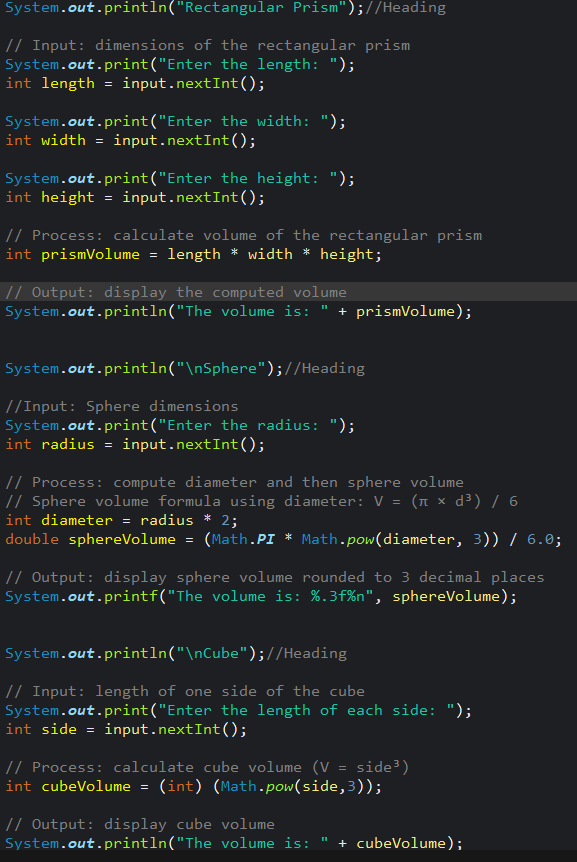 System.out.println("Rectangular Prism");//Heading
// Input: dimensions of the rectangular prism
System.out.print("Enter the length: ");
int length = input.nextInt();
System.out.print("Enter the width: ");
int width = input.nextInt();
System.out.print("Enter the height: ");
int height = input.nextInt();
// Process: calculate volume of the rectangular prism
int prismVolume = length * width * height;
// Output: display the computed volume
System.out.println("The volume is: " + prismVolume);
System.out.println("\nSphere");//Heading
//Input: Sphere dimensions
System.out.print("Enter the radius: ");
int radius = input.nextInt();
// Process: compute diameter and then sphere volume
// Sphere volume formula using diameter: V = (π × d³) / 6
int diameter = radius * 2;
double sphereVolume = (Math.PI * Math.pow(diameter, 3)) / 6.0;
// Output: display sphere volume rounded to 3 decimal places
System.out.printf("The volume is: %.3f%n", sphereVolume);
System.out.println("\nCube");//Heading
// Input: length of one side of the cube
System.out.print("Enter the length of each side: ");
int side = input.nextInt();
// Process: calculate cube volume (V = side³)
int cubeVolume = (int) (Math.pow(side,3));
// Output: display cube volume
System.out.println("The volume is: " + cubeVolume);